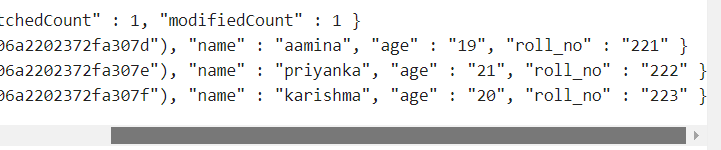 tchedCount" : 1, "modifiedCount" : 1 }
06a2202372fa307d"), "name" : "aamina", "age" : "19", "roll_no" : "221" }
06a2202372fa307e"), "name" : "priyanka", "age" : "21", "roll_no" : "222" }
06a2202372fa307f"), "name" : "karishma", "age" : "20", "roll_no" : "223" }